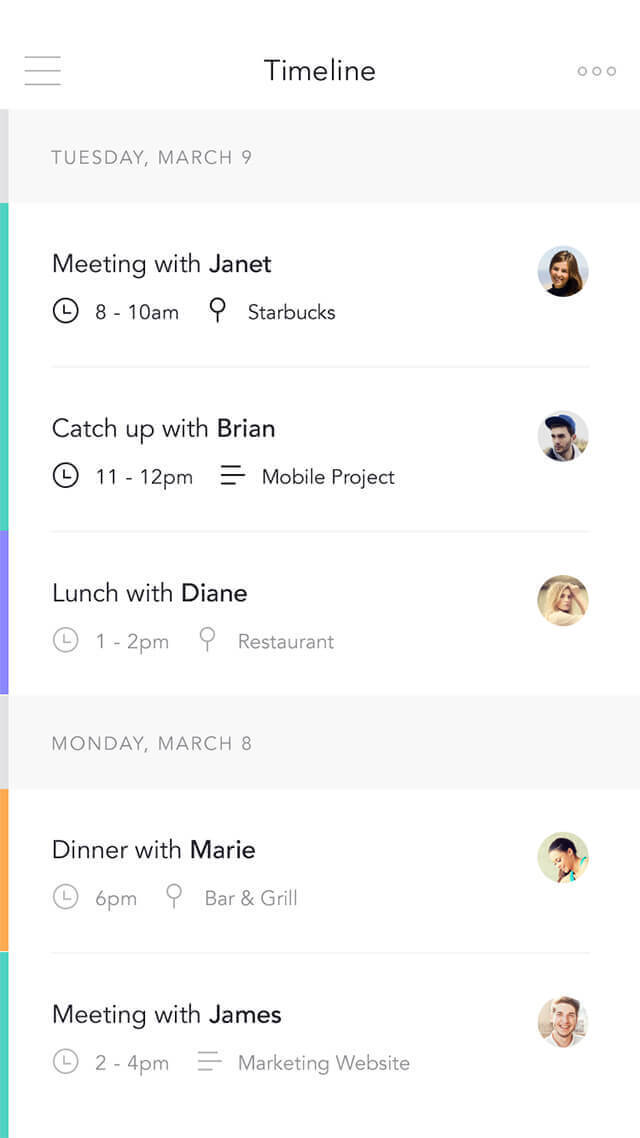 Timeline
TUESDAY, MARCH 9
Meeting with Janet
8 - 10am Starbucks
Catch up with Brian
11 - 12pm Mobile Project
Lunch with Diane
1 - 2pm Restaurant
MONDAY, MARCH 8
Dinner with Marie
6pm Bar & Grill
Meeting with James
2 - 4pm Marketing Website